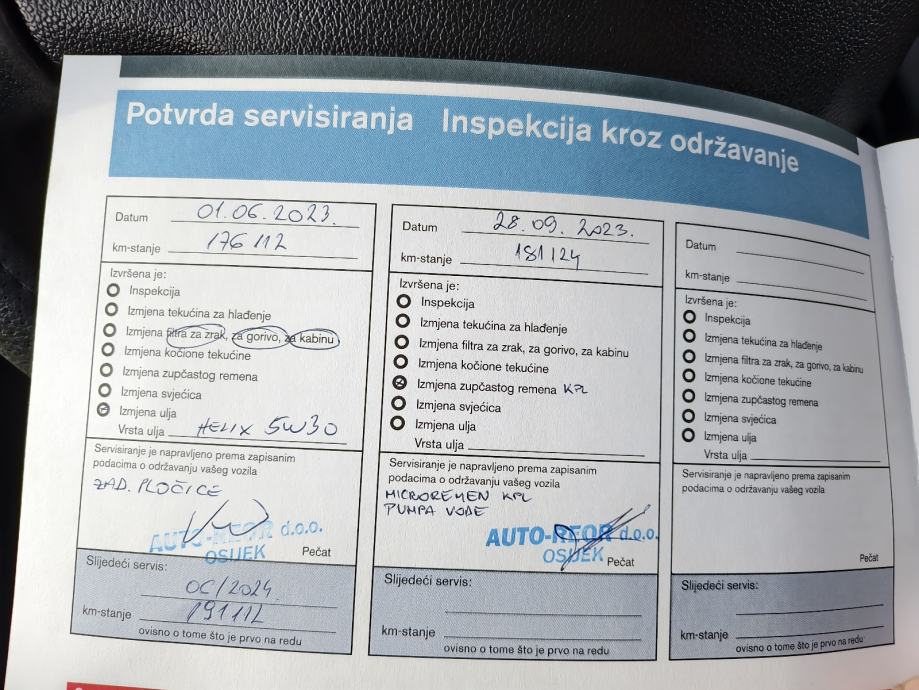 Potvrda servisiranja Inspekcija kroz održavanje
Datum 01.06.2023.
km-stanje 176112
Izvršena je:
Inspekcija
Izmjena tekućina za hlađenje
Izmjena filtra za zrak, za gorivo, za kabinu
Izmjena kočione tekućine
Izmjena zupčastog remena
Izmjena svjećica
Izmjena ulja
Vrsta ulja HELIX 5W30
Servisiranje je napravljeno prema zapisanim
podacima o održavanju vašeg vozila
ZAD. PLOČICE
AUTO-REOR d.o.o.
OSIJEK
Pečat
Slijedeći servis:
06/2024.
km-stanje 191112
ovisno o tome što je prvo na redu
Datum 28.09.2023.
km-stanje 181124
Izvršena je:
Inspekcija
Izmjena tekućina za hlađenje
Izmjena filtra za zrak, za gorivo, za kabinu
Izmjena kočione tekućine
Izmjena zupčastog remena KPL
Izmjena svjećica
Izmjena ulja
Vrsta ulja
Servisiranje je napravljeno prema zapisanim
podacima o održavanju vašeg vozila
MICROREMEN KPL
PUMPA VODE
AUTO-REOR d.o.o.
OSIJEK
Pečat
Slijedeći servis:
km-stanje
ovisno o tome što je prvo na redu
Datum
km-stanje
Izvršena je:
Inspekcija
Izmjena tekućina za hlađenje
Izmjena filtra za zrak, za gorivo, za kabinu
Izmjena kočione tekućine
Izmjena zupčastog remena
Izmjena svjećica
Izmjena ulja
Vrsta ulja
Servisiranje je napravljeno prema zapisanim
podacima o održavanju vašeg vozila
Pečat
Slijedeći servis:
km-stanje
ovisno o tome što je prvo na redu